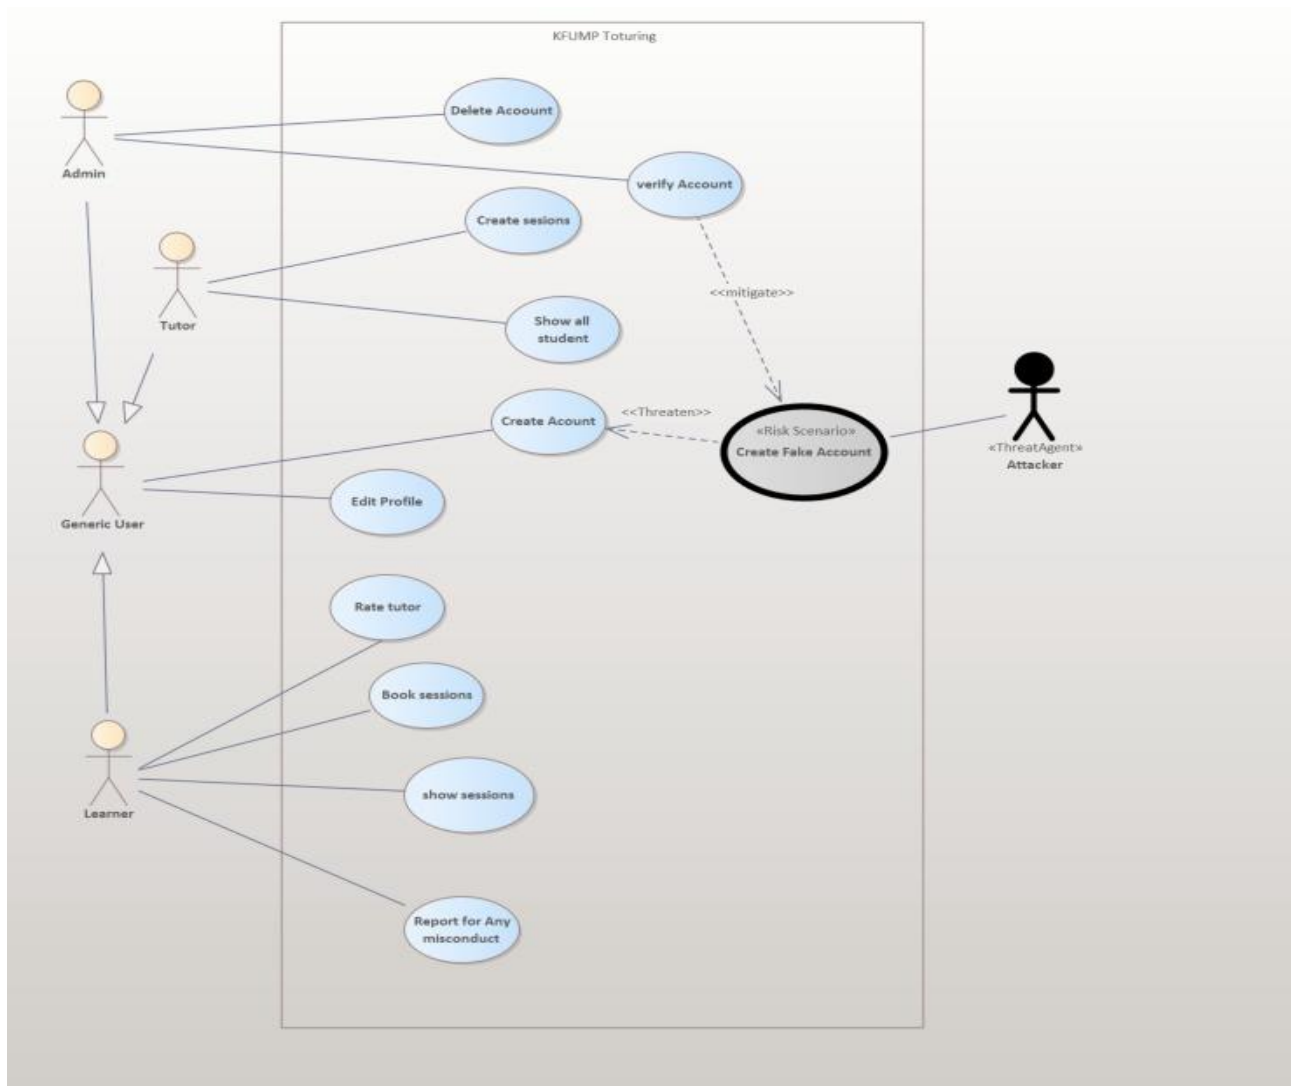 KFUMP Toturing
Delete Acoount
Admin
verify Account
Create sesions
<<mitigate>>
Tutor
Show all
student
<<Threaten>>
Create Acount
«Risk Scenario»
Create Fake Account
«ThreatAgent»
Attacker
Edit Profile
Generic User
Rate tutor
Book sessions
show sessions
Learner
Report for Any
misconduct